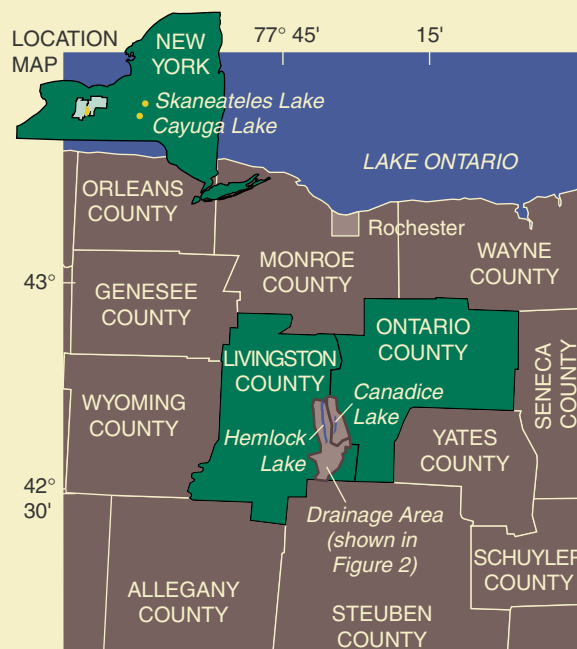 LOCATION
MAP
NEW
YORK
77° 45'
15'
Skaneateles Lake
Cayuga Lake
LAKE ONTARIO
ORLEANS
COUNTY
Rochester
MONROE
COUNTY
WAYNE
COUNTY
43°
GENESEE
COUNTY
ONTARIO
COUNTY
LIVINGSTON
COUNTY
SENECA
COUNTY
WYOMING
COUNTY
Canadice
Lake
Hemlock
Lake
YATES
COUNTY
42°
30'
Drainage Area
(shown in
Figure 2)
SCHUYLER
COUNTY
ALLEGANY
COUNTY
STEUBEN
COUNTY